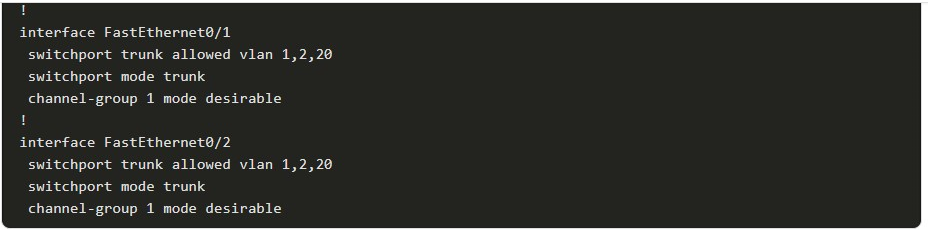 !
interface FastEthernet0/1
 switchport trunk allowed vlan 1,2,20
 switchport mode trunk
 channel-group 1 mode desirable
!
interface FastEthernet0/2
 switchport trunk allowed vlan 1,2,20
 switchport mode trunk
 channel-group 1 mode desirable